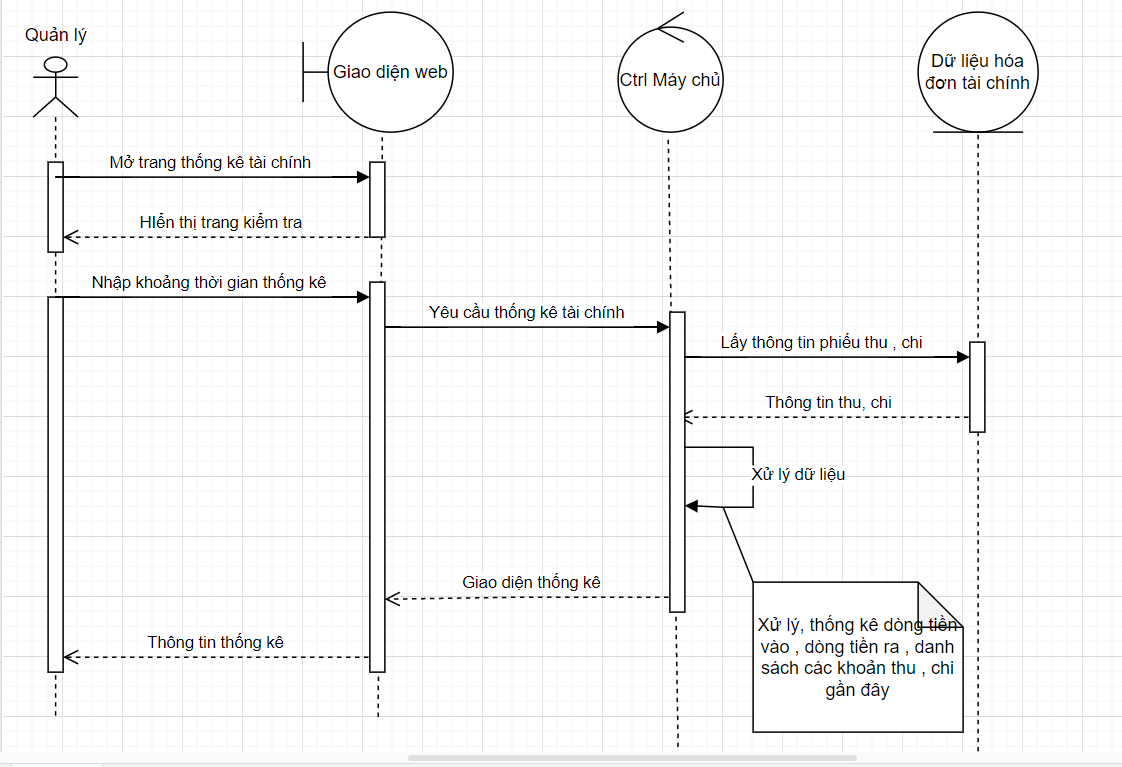 Quản lý
Giao diện web
Ctrl Máy chủ
Dữ liệu hóa
đơn tài chính
Mở trang thống kê tài chính
HIển thị trang kiểm tra
Nhập khoảng thời gian thống kê
Yêu cầu thống kê tài chính
Lấy thông tin phiếu thu , chi
Thông tin thu, chi
Xử lý dữ liệu
Giao diện thống kê
Thông tin thống kê
Xử lý, thống kê dòng tiền
vào , dòng tiền ra , danh
sách các khoản thu , chi
gần đây